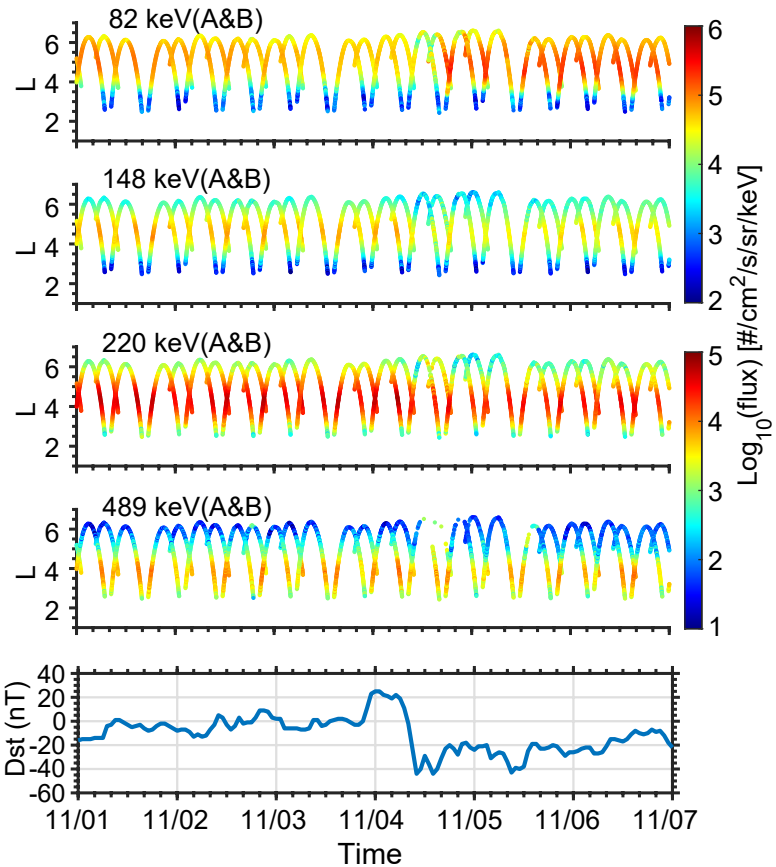 82 keV(A&B)
6
4
2
L
148 keV(A&B)
6
4
2
L
220 keV(A&B)
6
4
2
L
489 keV(A&B)
6
4
2
L
6
5
4
3
2
5
4
3
2
1
Log10(flux) [#/cm2/s/sr/keV]
40
20
0
-20
-40
-60
Dst (nT)
11/01 11/02 11/03 11/04 11/05 11/06 11/07
Time